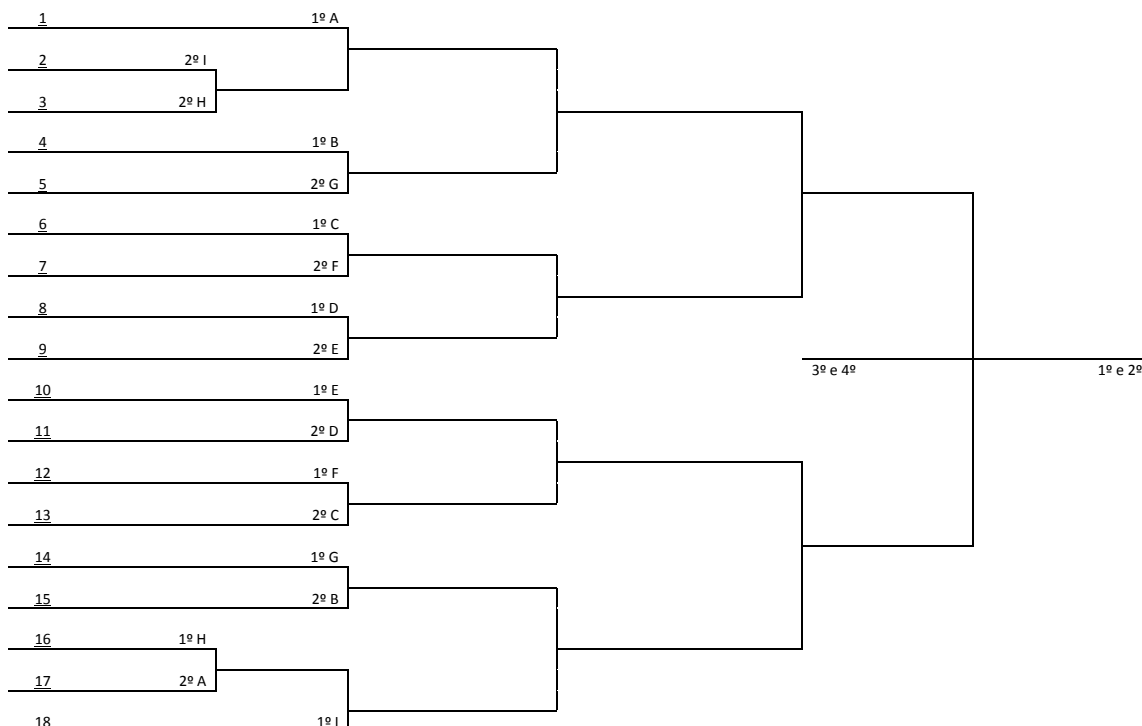 1 1º A
2 2º I
3 2º H
4 1º B
5 2º G
6 1º C
7 2º F
8 1º D
9 2º E
3º e 4º 1º e 2º
10 1º E
11 2º D
12 1º F
13 2º C
14 1º G
15 2º B
16 1º H
17 2º A
18 1º I